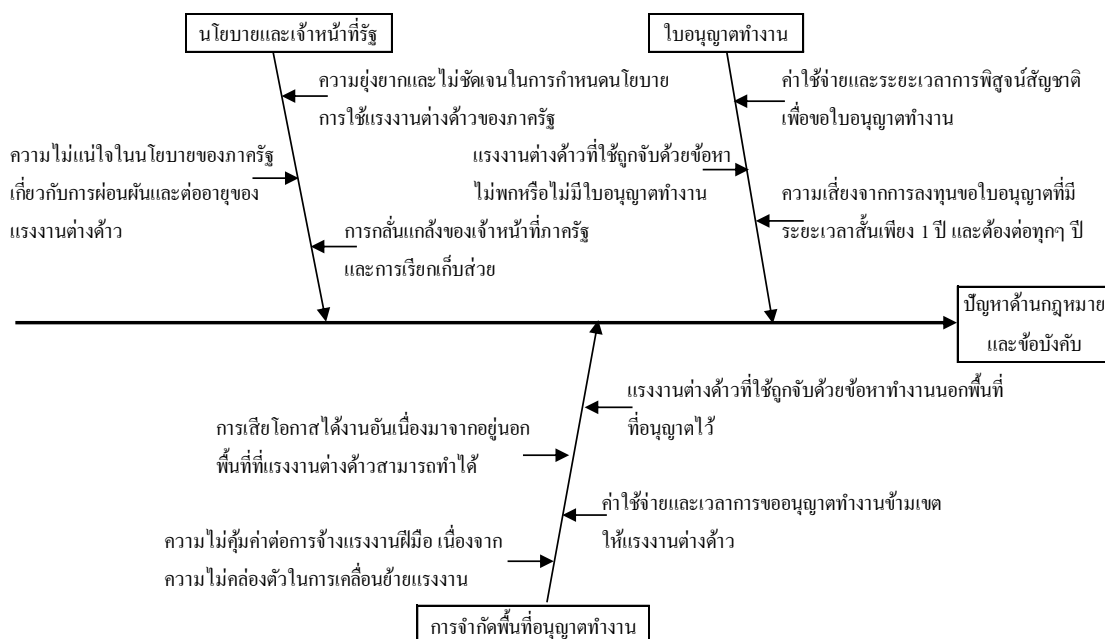 นโยบายและเจ้าหน้าที่รัฐ
ใบอนุญาตทำงาน
ความยุ่งยากและไม่ชัดเจนในการกำหนดนโยบาย
การใช้แรงงานต่างด้าวของภาครัฐ
ค่าใช้จ่ายและระยะเวลาการพิสูจน์สัญชาติ
เพื่อขอใบอนุญาตทำงาน
ความไม่แน่ใจในนโยบายของภาครัฐ
เกี่ยวกับการผ่อนผันและต่ออายุของ
แรงงานต่างด้าว
แรงงานต่างด้าวที่ใช้ถูกจับด้วยข้อหา
ไม่พกหรือไม่มีใบอนุญาตทำงาน
การกลั่นแกล้งของเจ้าหน้าที่ภาครัฐ
และการเรียกเก็บส่วย
ความเสี่ยงจากการลงทุนขอใบอนุญาตที่มี
ระยะเวลาสั้นเพียง 1 ปี และต้องต่อทุกๆ ปี
ปัญหาด้านกฎหมาย
และข้อบังคับ
แรงงานต่างด้าวที่ใช้ถูกจับด้วยข้อหาทำงานนอกพื้นที่
ที่อนุญาตไว้
การเสียโอกาสได้งานอันเนื่องมาจากอยู่นอก
พื้นที่ที่แรงงานต่างด้าวสามารถทำได้
ค่าใช้จ่ายและเวลาการขออนุญาตทำงานข้ามเขต
ให้แรงงานต่างด้าว
ความไม่คุ้มค่าต่อการจ้างแรงงานฝีมือ เนื่องจาก
ความไม่คล่องตัวในการเคลื่อนย้ายแรงงาน
การจำกัดพื้นที่อนุญาตทำงาน